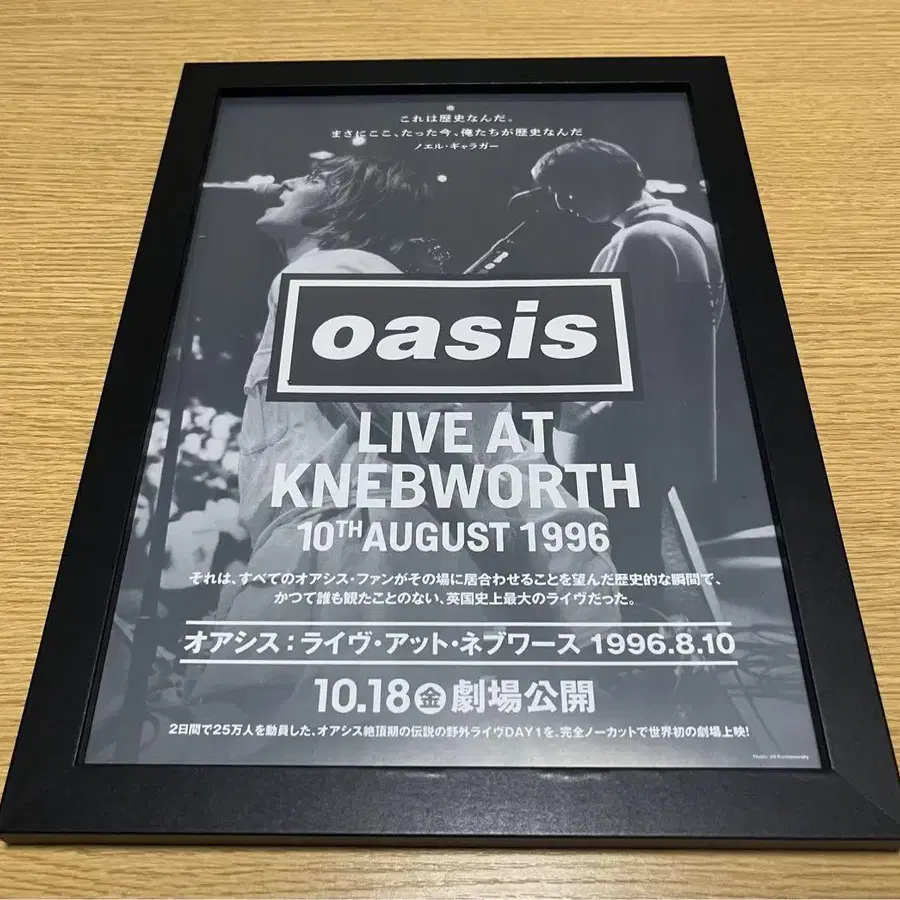 これは歴史なんだ。
まさにここ、たった今、俺たちが歴史なんだ
ノエル・ギャラガー
oasis
LIVE AT
KNEBWORTH
10TH AUGUST 1996
それは、すべてのオアシス・ファンがその場に居合わせることを望んだ歴史的な瞬間で、
かつて誰も観たことのない、英国史上最大のライヴだった。
オアシス：ライヴ・アット・ネブワース 1996.8.10
10.18㊎劇場公開
2日間で25万人を動員した、オアシス絶頂期の伝説の野外ライヴDAY1を、完全ノーカットで世界初の劇場上映!
Photo: